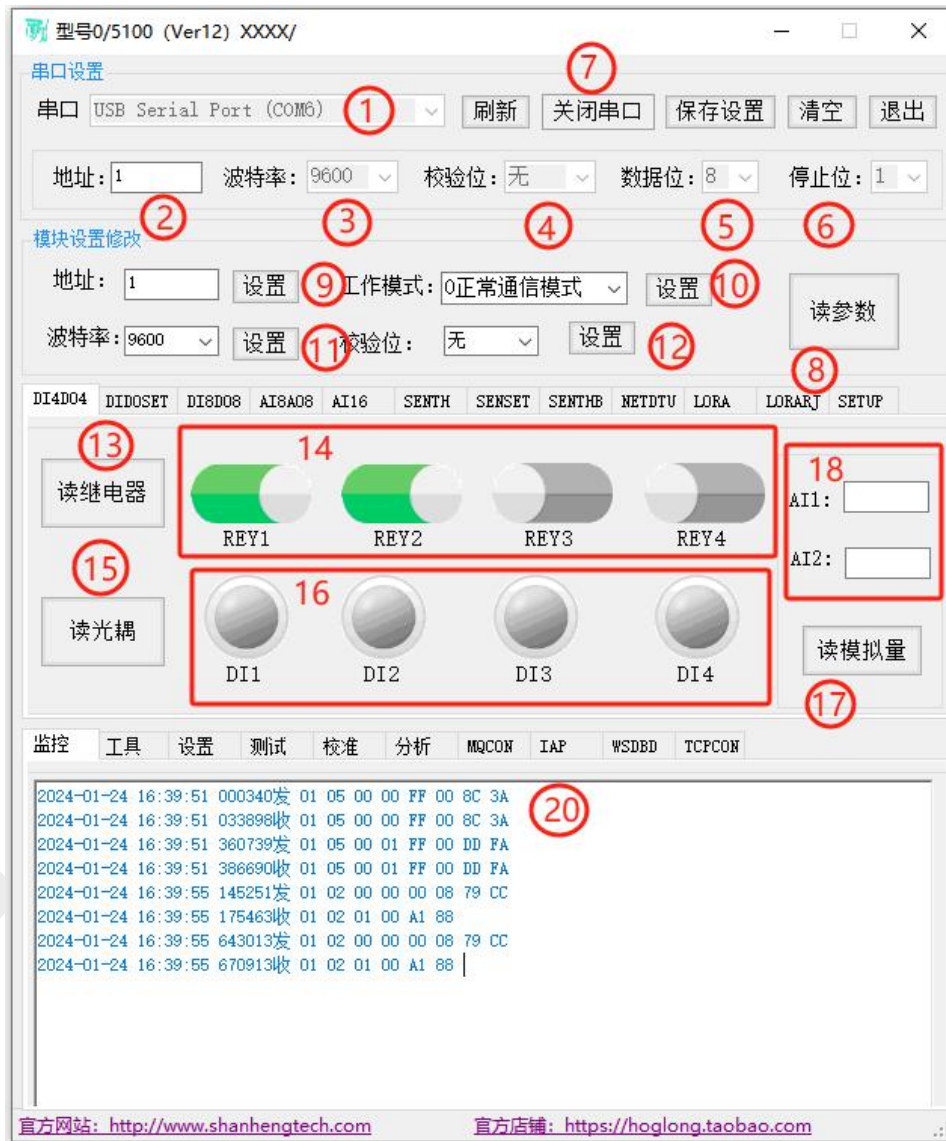 型号0/5100 (Ver12) XXXX/
串口设置
⑦
串口 USB Serial Port (COM6) ① 刷新 关闭串口 保存设置 清空 退出
地址: 1 波特率: 9600 校验位: 无 数据位: 8 停止位: 1
② ③ ④ ⑤ ⑥
模块设置修改
地址: 1 设置 ⑨ 工作模式: 0正常通信模式 设置 ⑩
读参数
波特率: 9600 设置 ⑪ 校验位: 无 设置 ⑫
⑧
DI4DO4 DIDOSET DI8DO8 AI8AO8 AI16 SENTH SENSET SENTHB NETDTU LORA LORARJ SETUP
⑬ 14 18
读继电器
AI1:
REY1 REY2 REY3 REY4
AI2:
⑮ 16
读光耦
读模拟量
DI1 DI2 DI3 DI4
⑰
监控 工具 设置 测试 校准 分析 MQCON IAP WSDBD TCPCON
2024-01-24 16:39:51 000340发 01 05 00 00 FF 00 8C 3A
⑳
2024-01-24 16:39:51 033898收 01 05 00 00 FF 00 8C 3A
2024-01-24 16:39:51 360739发 01 05 00 01 FF 00 DD FA
2024-01-24 16:39:51 386690收 01 05 00 01 FF 00 DD FA
2024-01-24 16:39:55 145251发 01 02 00 00 00 08 79 CC
2024-01-24 16:39:55 175463收 01 02 01 00 A1 88
2024-01-24 16:39:55 643013发 01 02 00 00 00 08 79 CC
2024-01-24 16:39:55 670913收 01 02 01 00 A1 88
官方网站: http://www.shanhengtech.com 官方店铺: https://hoglong.taobao.com